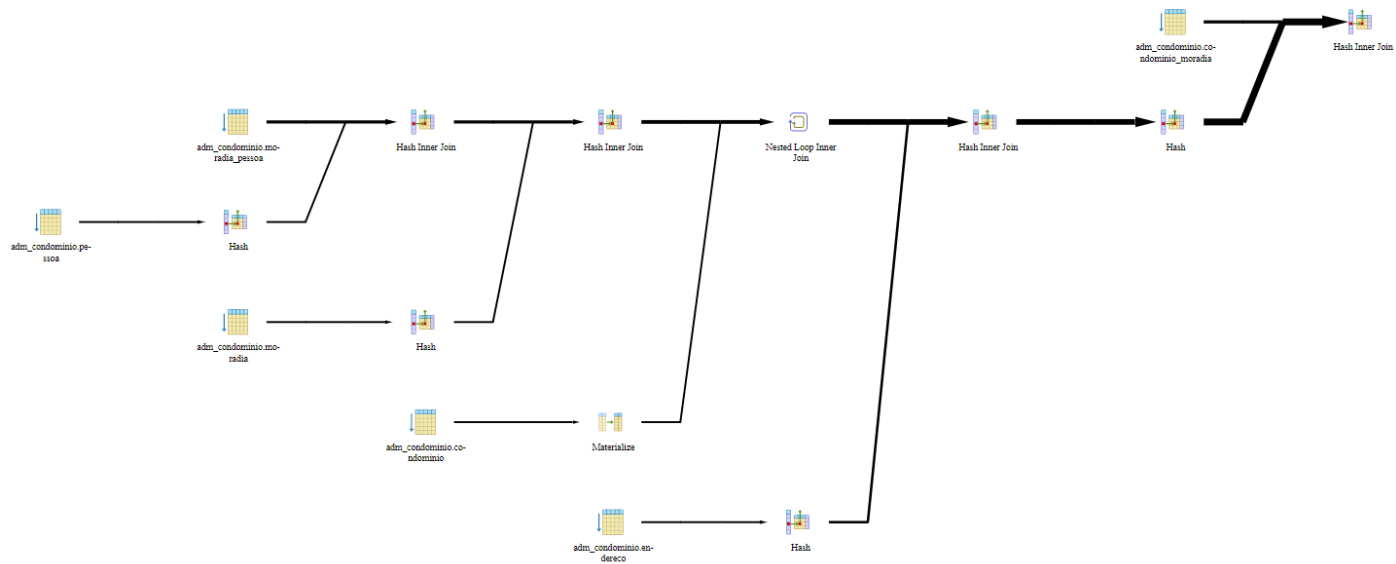 adm_condominio.co-
ndominio_moradia
Hash Inner Join
adm_condominio.mo-
radia_pessoa
Hash Inner Join
Hash Inner Join
Nested Loop Inner
Join
Hash Inner Join
Hash
adm_condominio.pe-
ssoa
Hash
adm_condominio.mo-
radia
Hash
adm_condominio.co-
ndominio
Materialize
adm_condominio.en-
dereco
Hash